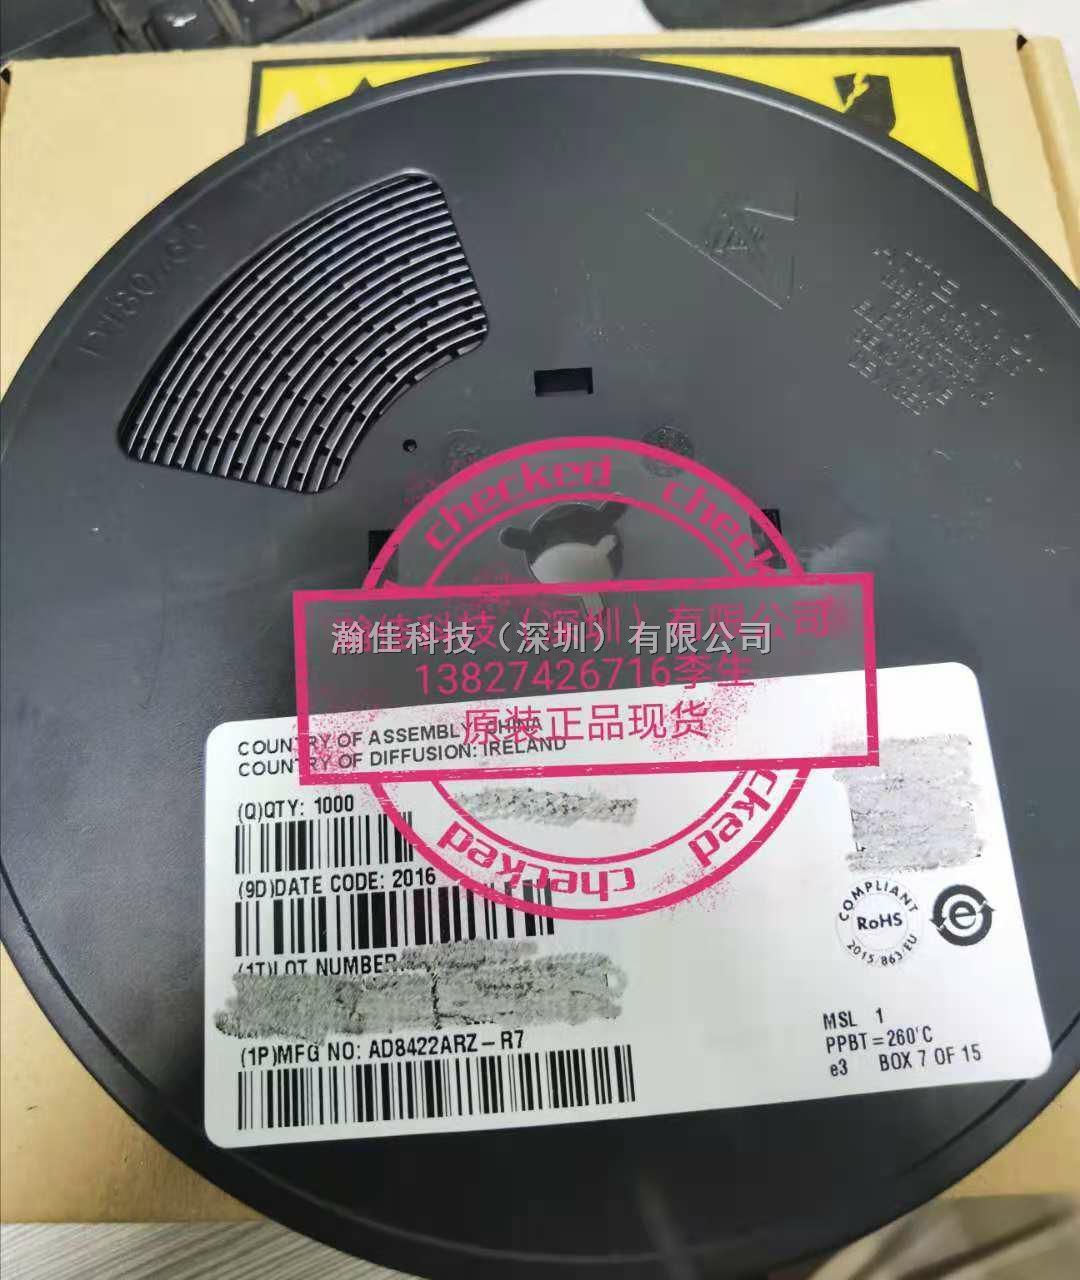 checked checked
瀚佳科技（深圳）有限公司
瀚佳科技（深圳）有限公司
13827426716李生
原装正品现货
COUNTRY OF ASSEMBLY: CHINA
COUNTRY OF DIFFUSION: IRELAND
(Q)QTY: 1000
checked checked checked
(9D)DATE CODE: 2016
COMPLIANT
RoHS
2015/863/EU
e
(1T)LOT NUMBER
(1P)MFG NO: AD8422ARZ-R7
MSL 1
PPBT=260°C
e3 BOX 7 OF 15